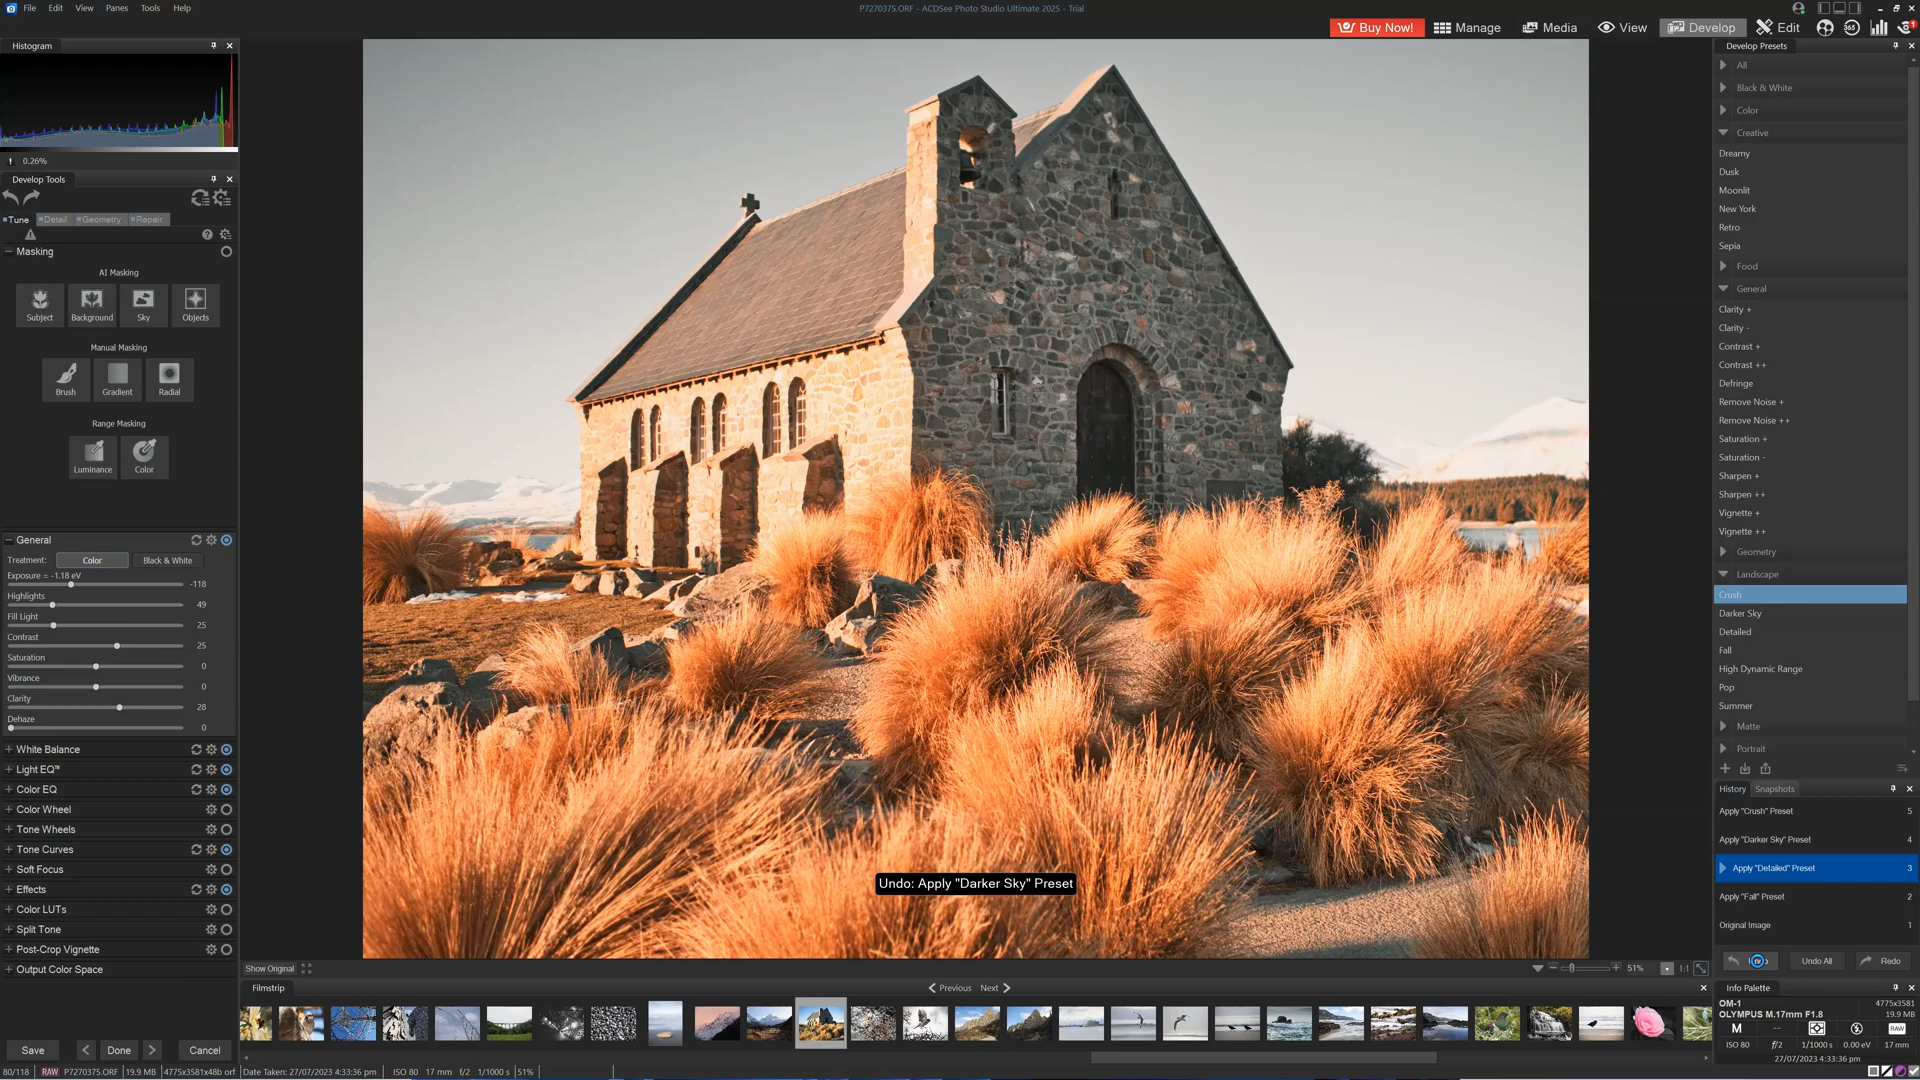 File Edit View Panes Tools Help
P7270375.ORF - ACDSee Photo Studio Ultimate 2025 - Trial
Buy Now! Manage Media View Develop Edit 365 1
Histogram
0.26%
Develop Tools
Tune Detail Geometry Repair
Masking
AI Masking
Subject Background Sky Objects
Manual Masking
Brush Gradient Radial
Range Masking
Luminance Color
General
Treatment: Color Black & White
Exposure = -1.18 eV
-118
Highlights
49
Fill Light
25
Contrast
25
Saturation
0
Vibrance
0
Clarity
28
Dehaze
0
White Balance
Light EQ™
Color EQ
Color Wheel
Tone Wheels
Tone Curves
Soft Focus
Effects
Color LUTs
Split Tone
Post-Crop Vignette
Output Color Space
Save Done Cancel
Undo: Apply "Darker Sky" Preset
Show Original
51% 1:1
Filmstrip
Previous Next
Develop Presets
All
Black & White
Color
Creative
Dreamy
Dusk
Moonlit
New York
Retro
Sepia
Food
General
Clarity +
Clarity -
Contrast +
Contrast ++
Defringe
Remove Noise +
Remove Noise ++
Saturation +
Saturation -
Sharpen +
Sharpen ++
Vignette +
Vignette ++
Geometry
Landscape
Crush
Darker Sky
Detailed
Fall
High Dynamic Range
Pop
Summer
Matte
Portrait
History Snapshots
Apply "Crush" Preset 5
Apply "Darker Sky" Preset 4
Apply "Detailed" Preset 3
Apply "Fall" Preset 2
Original Image 1
Undo All Redo
Info Palette
OM-1 4775x3581
OLYMPUS M.17mm F1.8 19.9 MB
M -- RAW
ISO 80 f/2 1/1000 s 0.00 eV 17 mm
27/07/2023 4:33:36 pm
80/118 RAW P7270375.ORF 19.9 MB 4775x3581x48b orf Date Taken: 27/07/2023 4:33:36 pm ISO 80 17 mm f/2 1/1000 s 51%